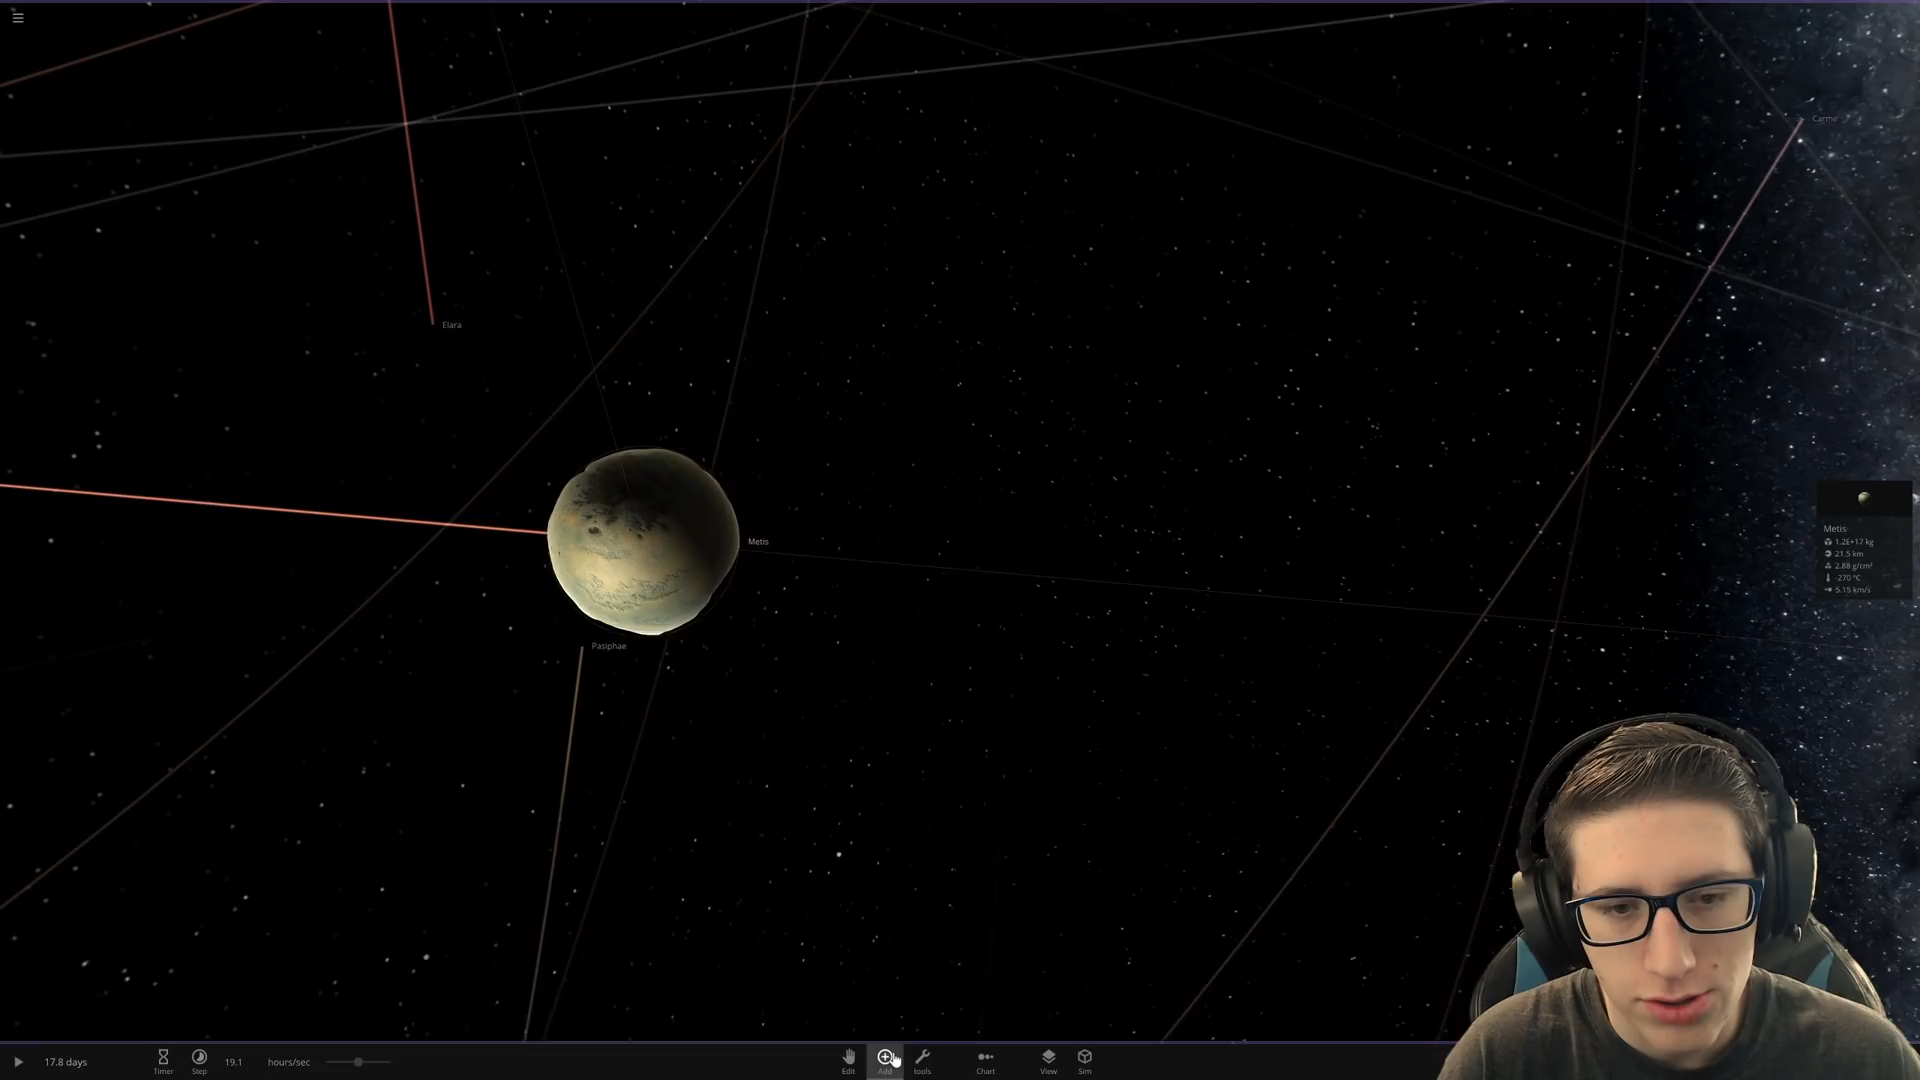 Carme
Elara
Metis
Pasiphae
Metis
1.2E+17 kg
21.5 km
2.88 g/cm³
-270 °C
5.15 km/s
17.8 days
Timer
Step
19.1
hours/sec
Edit
Add
tools
Chart
View
Sim